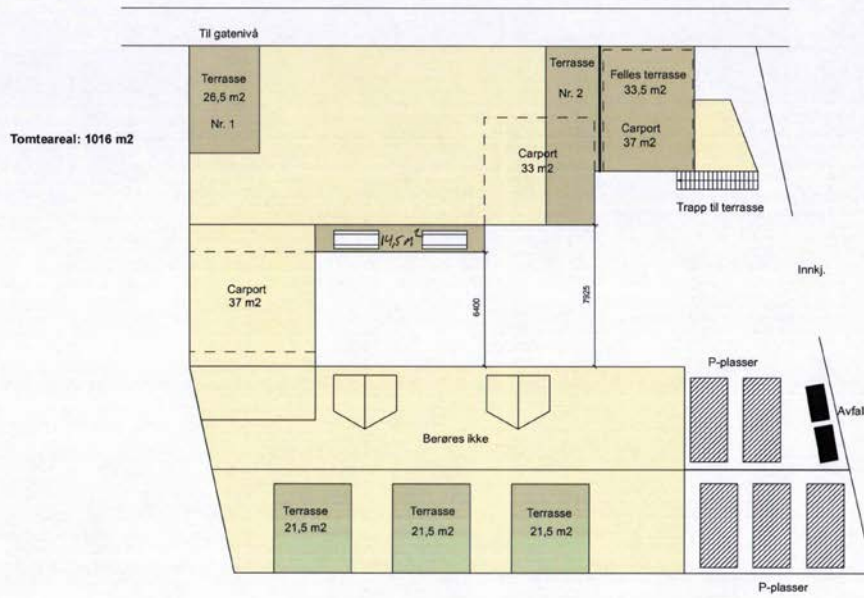 Til gatenivå
Terrasse
26,5 m2
Nr. 1
Terrasse
Nr. 2
Felles terrasse
33,5 m2
Carport
37 m2
Tomteareal: 1016 m2
Carport
33 m2
Trapp til terrasse
14,5 m2
Innkj.
Carport
37 m2
6400
7925
P-plasser
Avfal
Berøres ikke
Terrasse
21,5 m2
Terrasse
21,5 m2
Terrasse
21,5 m2
P-plasser